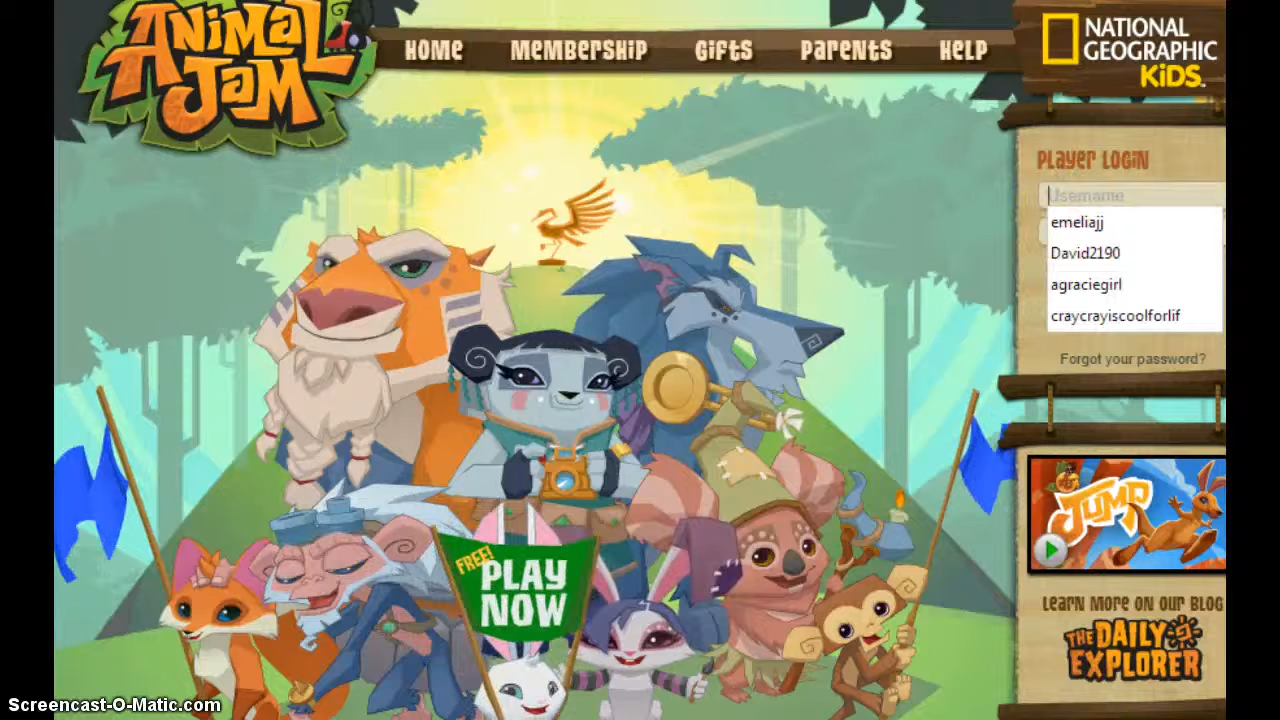 ANIMAL
JAM
HOME MEMBERSHIP GIFTS PARENTS HELP
NATIONAL
GEOGRAPHIC
KiDS
PLAYER LOGIN
Username
emeliajj
David2190
agraciegirl
craycrayiscoolforlif
Forgot your password?
JUMP
FREE!
PLAY
NOW
LEARN MORE ON OUR BLOG
THE DAILY
EXPLORER
Screencast-O-Matic.com